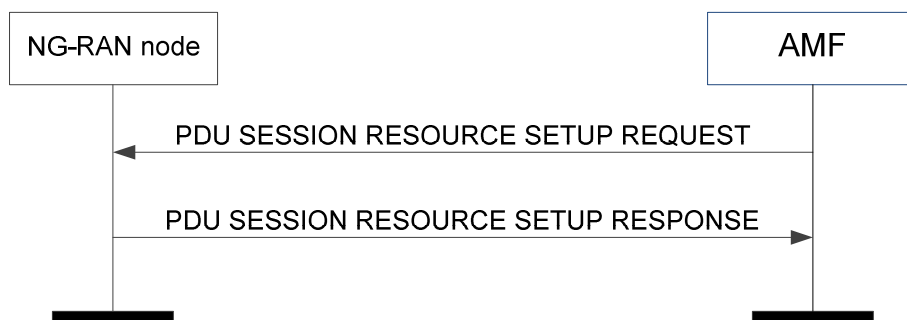 NG-RAN node
AMF
PDU SESSION RESOURCE SETUP REQUEST
PDU SESSION RESOURCE SETUP RESPONSE